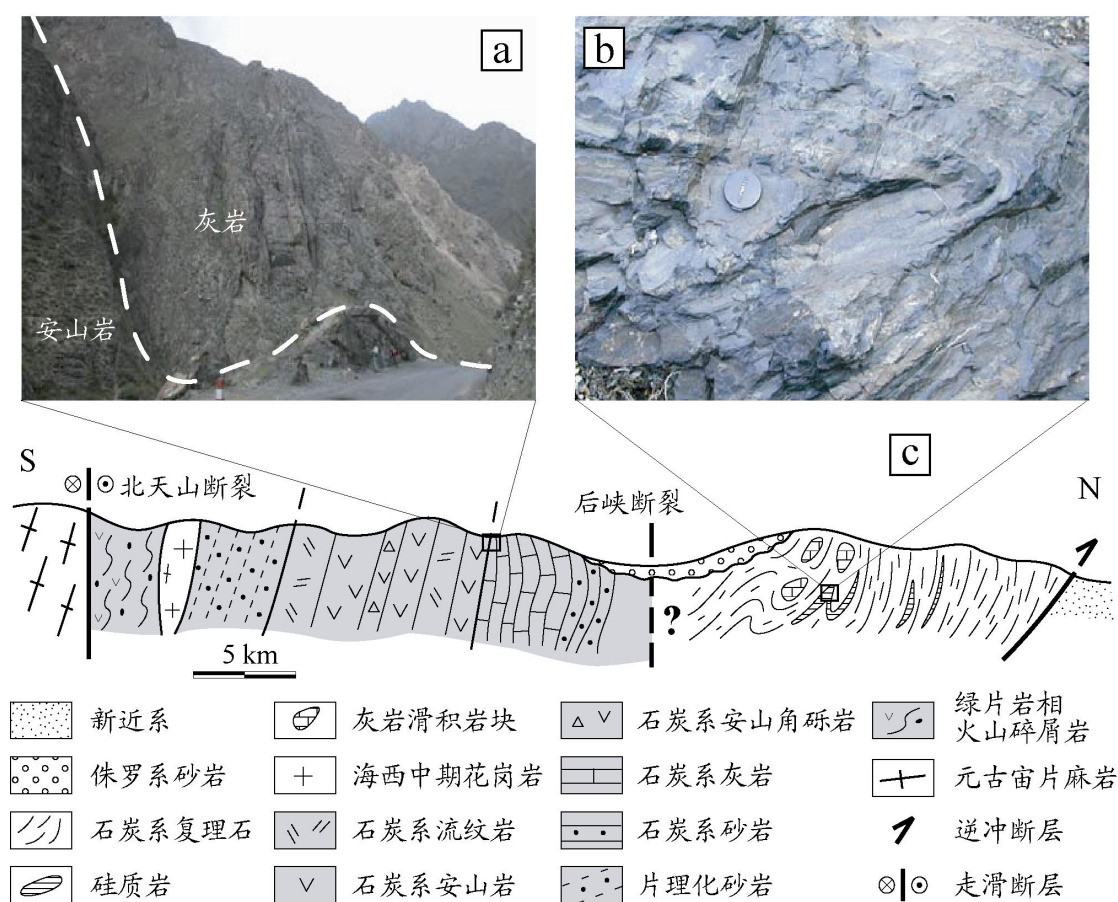 a
b
灰岩
安山岩
c
S
北天山断裂
后峡断裂
N
?
5 km
新近系
灰岩滑积岩块
石炭系安山角砾岩
绿片岩相
火山碎屑岩
侏罗系砂岩
海西中期花岗岩
石炭系灰岩
元古宙片麻岩
石炭系复理石
石炭系流纹岩
石炭系砂岩
逆冲断层
硅质岩
石炭系安山岩
片理化砂岩
走滑断层